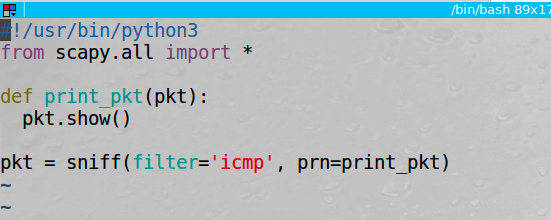 /bin/bash 89x17
#!/usr/bin/python3
from scapy.all import *
def print_pkt(pkt):
  pkt.show()
pkt = sniff(filter='icmp', prn=print_pkt)
~
~